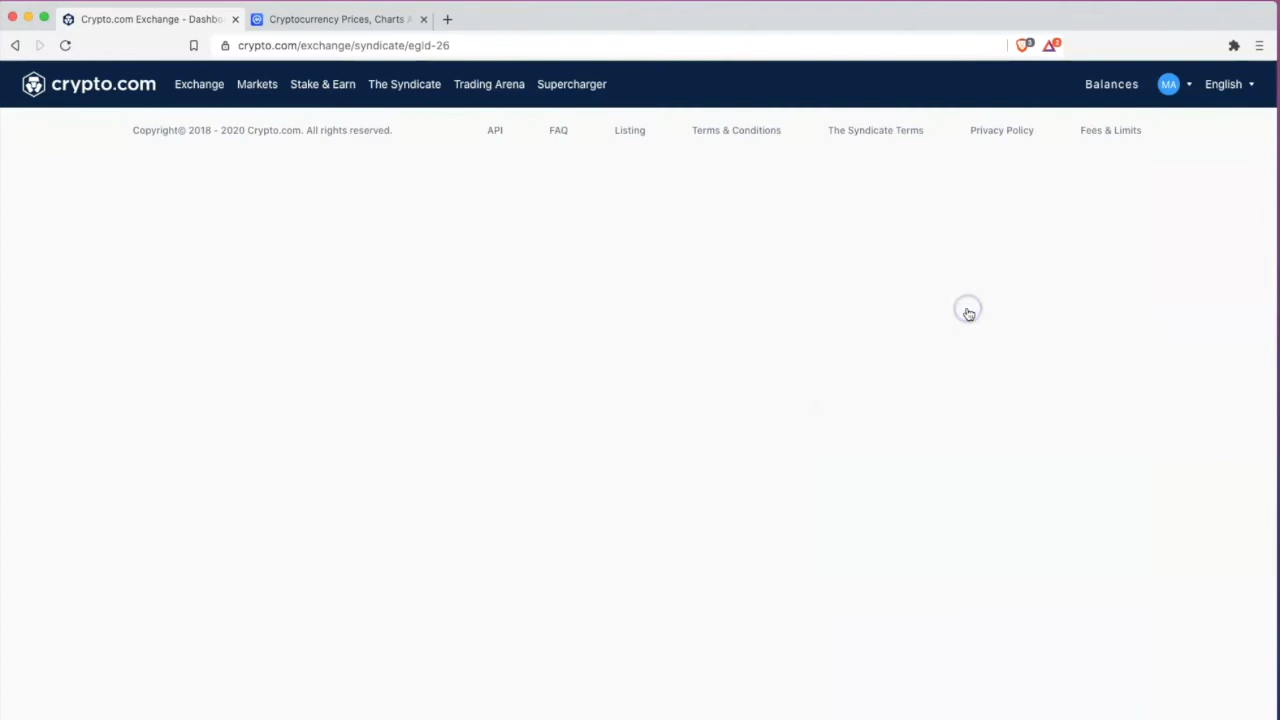 Crypto.com Exchange - Dashbo
Cryptocurrency Prices, Charts A
crypto.com/exchange/syndicate/egld-26
3
2
crypto.com
Exchange
Markets
Stake & Earn
The Syndicate
Trading Arena
Supercharger
Balances
MA
English
Copyright© 2018 - 2020 Crypto.com. All rights reserved.
API
FAQ
Listing
Terms & Conditions
The Syndicate Terms
Privacy Policy
Fees & Limits